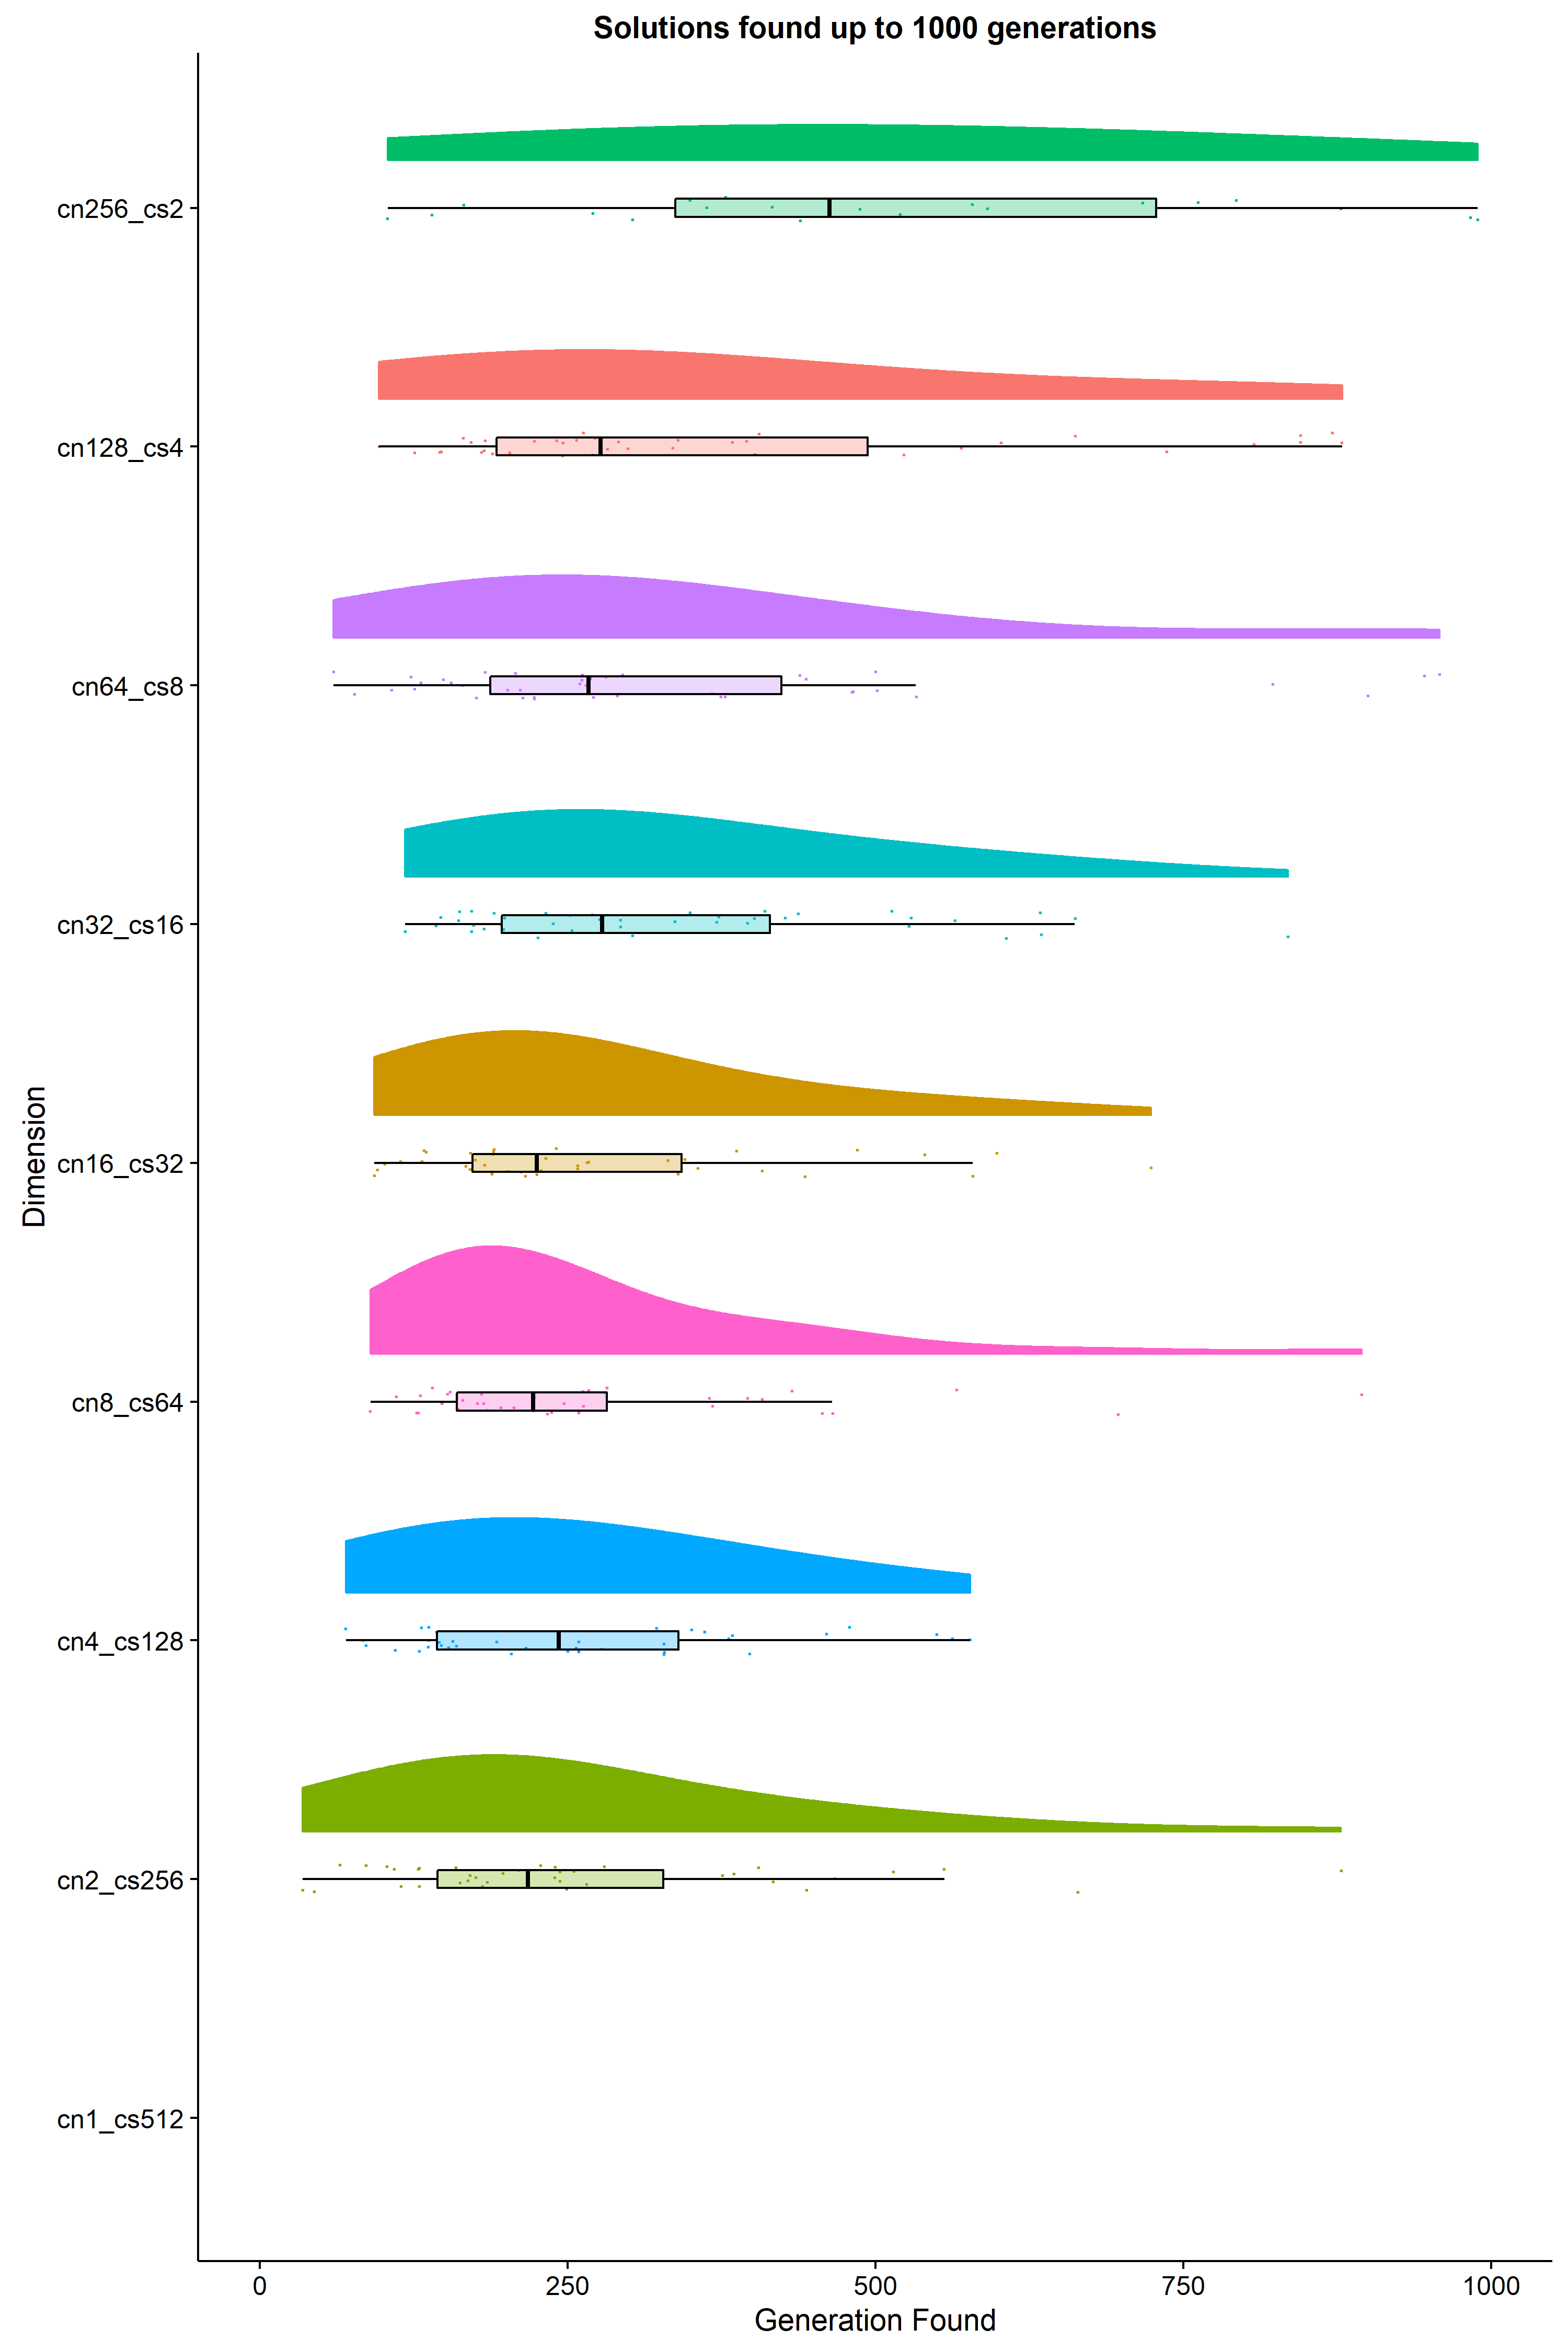 Solutions found up to 1000 generations
cn256_cs2
cn128_cs4
cn64_cs8
cn32_cs16
cn16_cs32
Dimension
cn8_cs64
cn4_cs128
cn2_cs256
cn1_cs512
0 250 500 750 1000
Generation Found